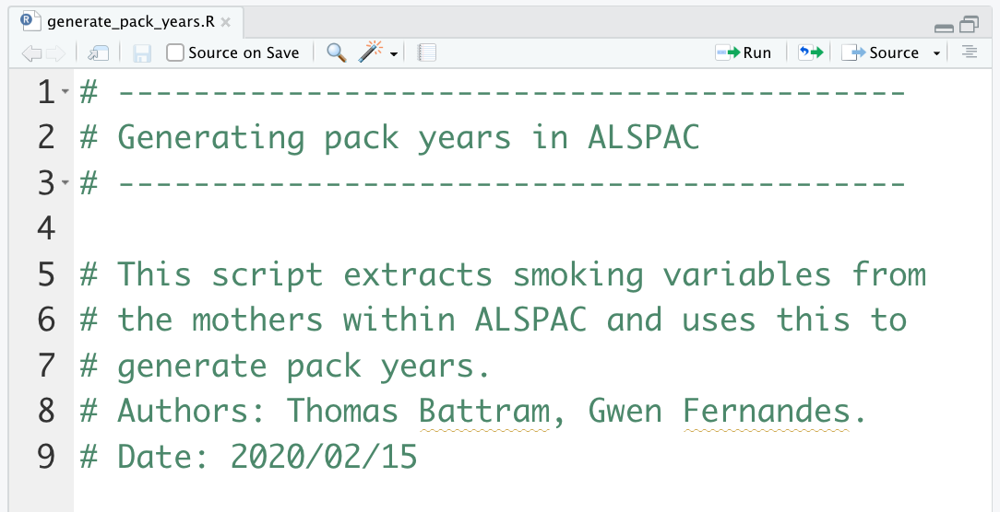 generate_pack_years.R
Source on Save Run Source
1 # ------------------------------------------
2 # Generating pack years in ALSPAC
3 # ------------------------------------------
4
5 # This script extracts smoking variables from
6 # the mothers within ALSPAC and uses this to
7 # generate pack years.
8 # Authors: Thomas Battram, Gwen Fernandes.
9 # Date: 2020/02/15